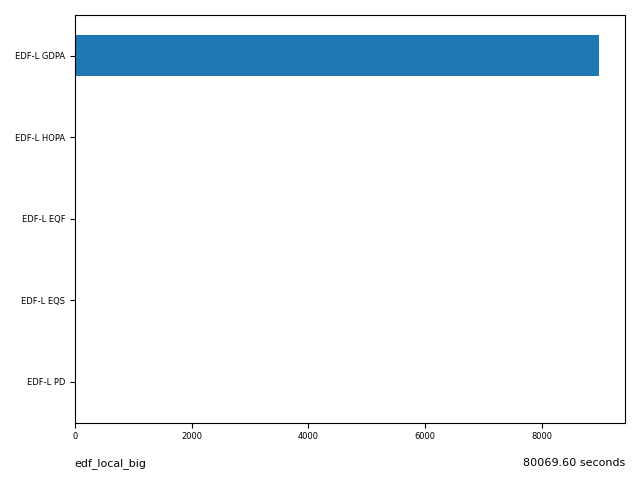 EDF-L GDPA
EDF-L HOPA
EDF-L EQF
EDF-L EQS
EDF-L PD
0 2000 4000 6000 8000
edf_local_big 80069.60 seconds